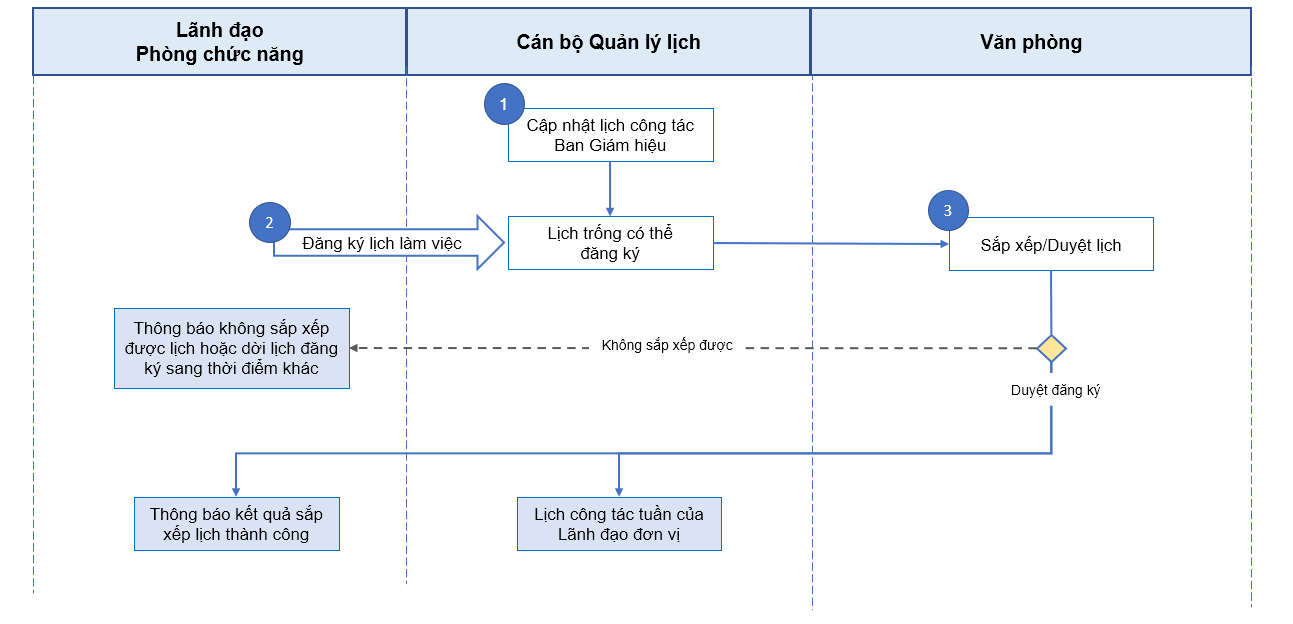 Lãnh đạo
Phòng chức năng
Cán bộ Quản lý lịch
Văn phòng
1
Cập nhật lịch công tác
Ban Giám hiệu
2
Đăng ký lịch làm việc
Lịch trống có thể
đăng ký
3
Sắp xếp/Duyệt lịch
Thông báo không sắp xếp
được lịch hoặc dời lịch đăng
ký sang thời điểm khác
Không sắp xếp được
Duyệt đăng ký
Thông báo kết quả sắp
xếp lịch thành công
Lịch công tác tuần của
Lãnh đạo đơn vị